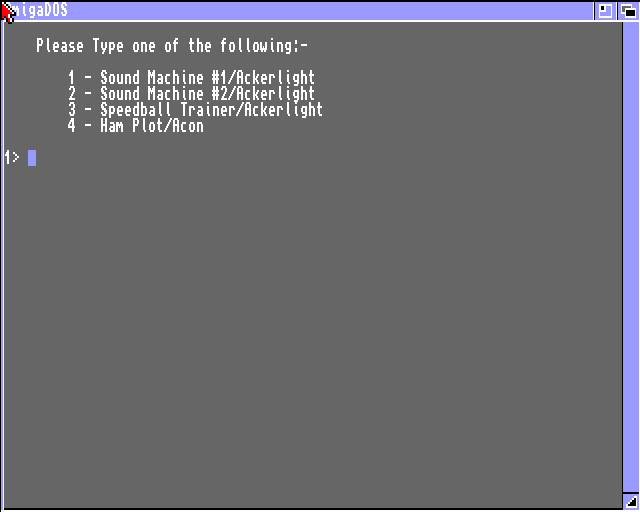 migaDOS
Please Type one of the following:-
1 - Sound Machine #1/Ackerlight
2 - Sound Machine #2/Ackerlight
3 - Speedball Trainer/Ackerlight
4 - Ham Plot/Acon
1>